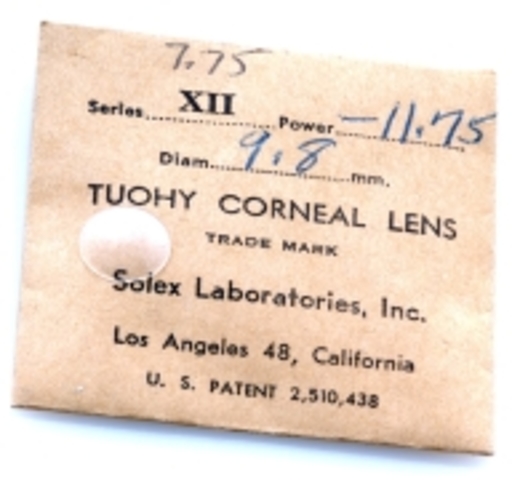 7.75
Series XII Power -11.75
Diam. 9.8 mm.
TUOHY CORNEAL LENS
TRADE MARK
Solex Laboratories, Inc.
Los Angeles 48, California
U. S. PATENT 2,510,438